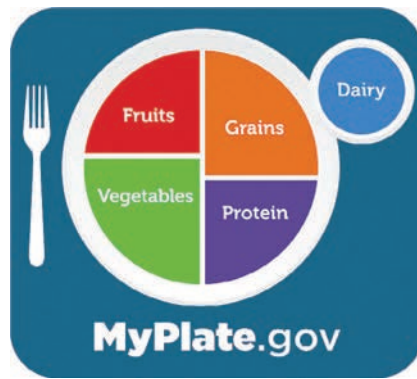 Dairy
Fruits
Grains
Vegetables
Protein
MyPlate.gov